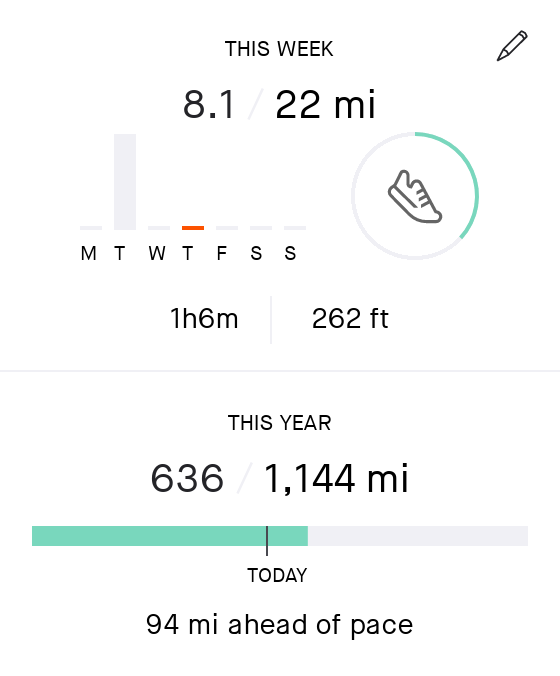 THIS WEEK
8.1 / 22 mi
M T W T F S S
1h6m 262 ft
THIS YEAR
636 / 1,144 mi
TODAY
94 mi ahead of pace